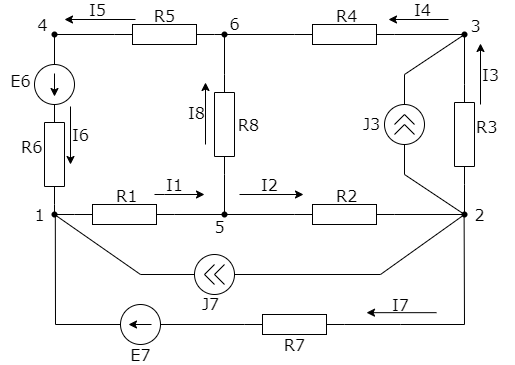 4 I5 R5 6 R4 I4 3
E6 I8 J3 I3
R6 I6 R8 R3
1 R1 I1 5 I2 R2 2
J7
E7 R7 I7